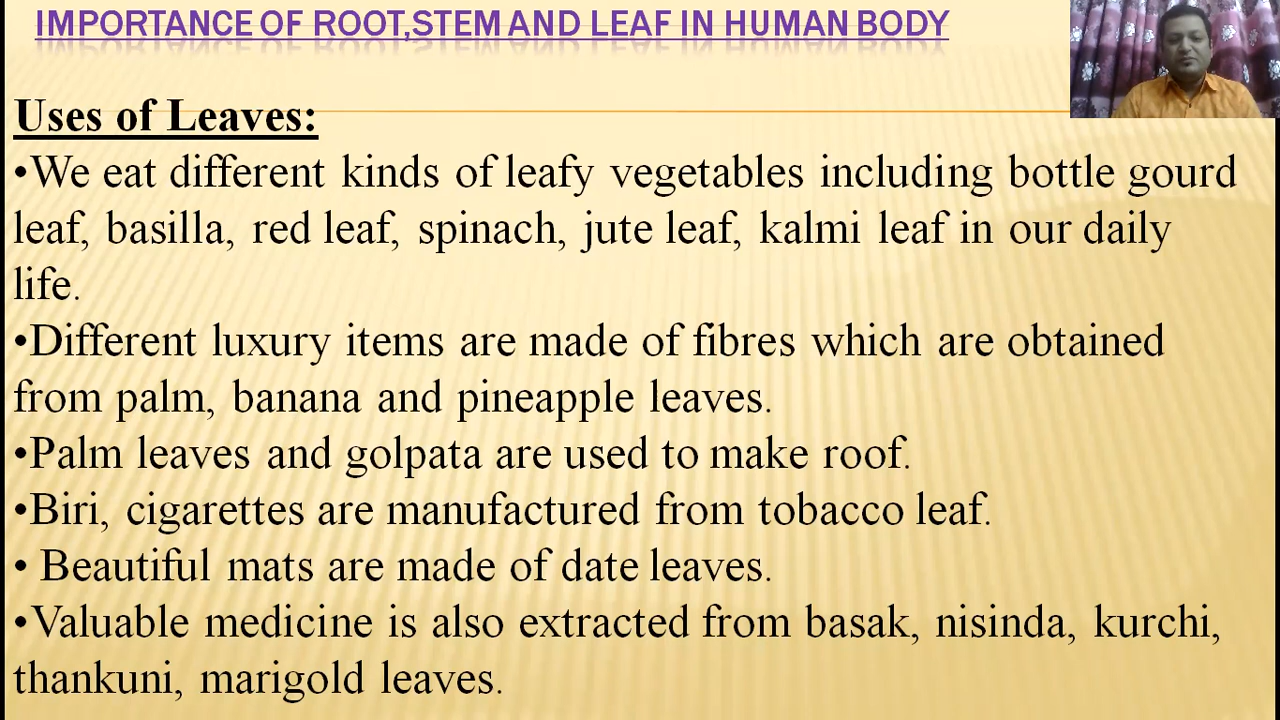 IMPORTANCE OF ROOT,STEM AND LEAF IN HUMAN BODY
Uses of Leaves:
•We eat different kinds of leafy vegetables including bottle gourd
leaf, basilla, red leaf, spinach, jute leaf, kalmi leaf in our daily
life.
•Different luxury items are made of fibres which are obtained
from palm, banana and pineapple leaves.
•Palm leaves and golpata are used to make roof.
•Biri, cigarettes are manufactured from tobacco leaf.
• Beautiful mats are made of date leaves.
•Valuable medicine is also extracted from basak, nisinda, kurchi,
thankuni, marigold leaves.